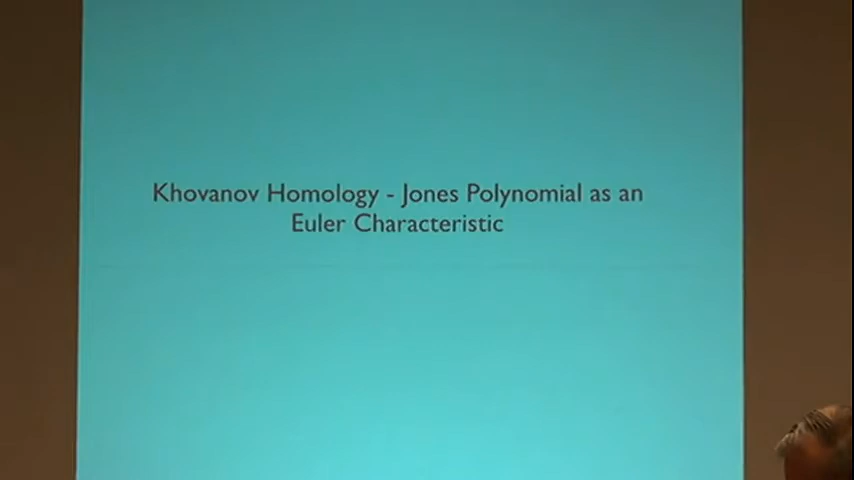 Khovanov Homology - Jones Polynomial as an
Euler Characteristic